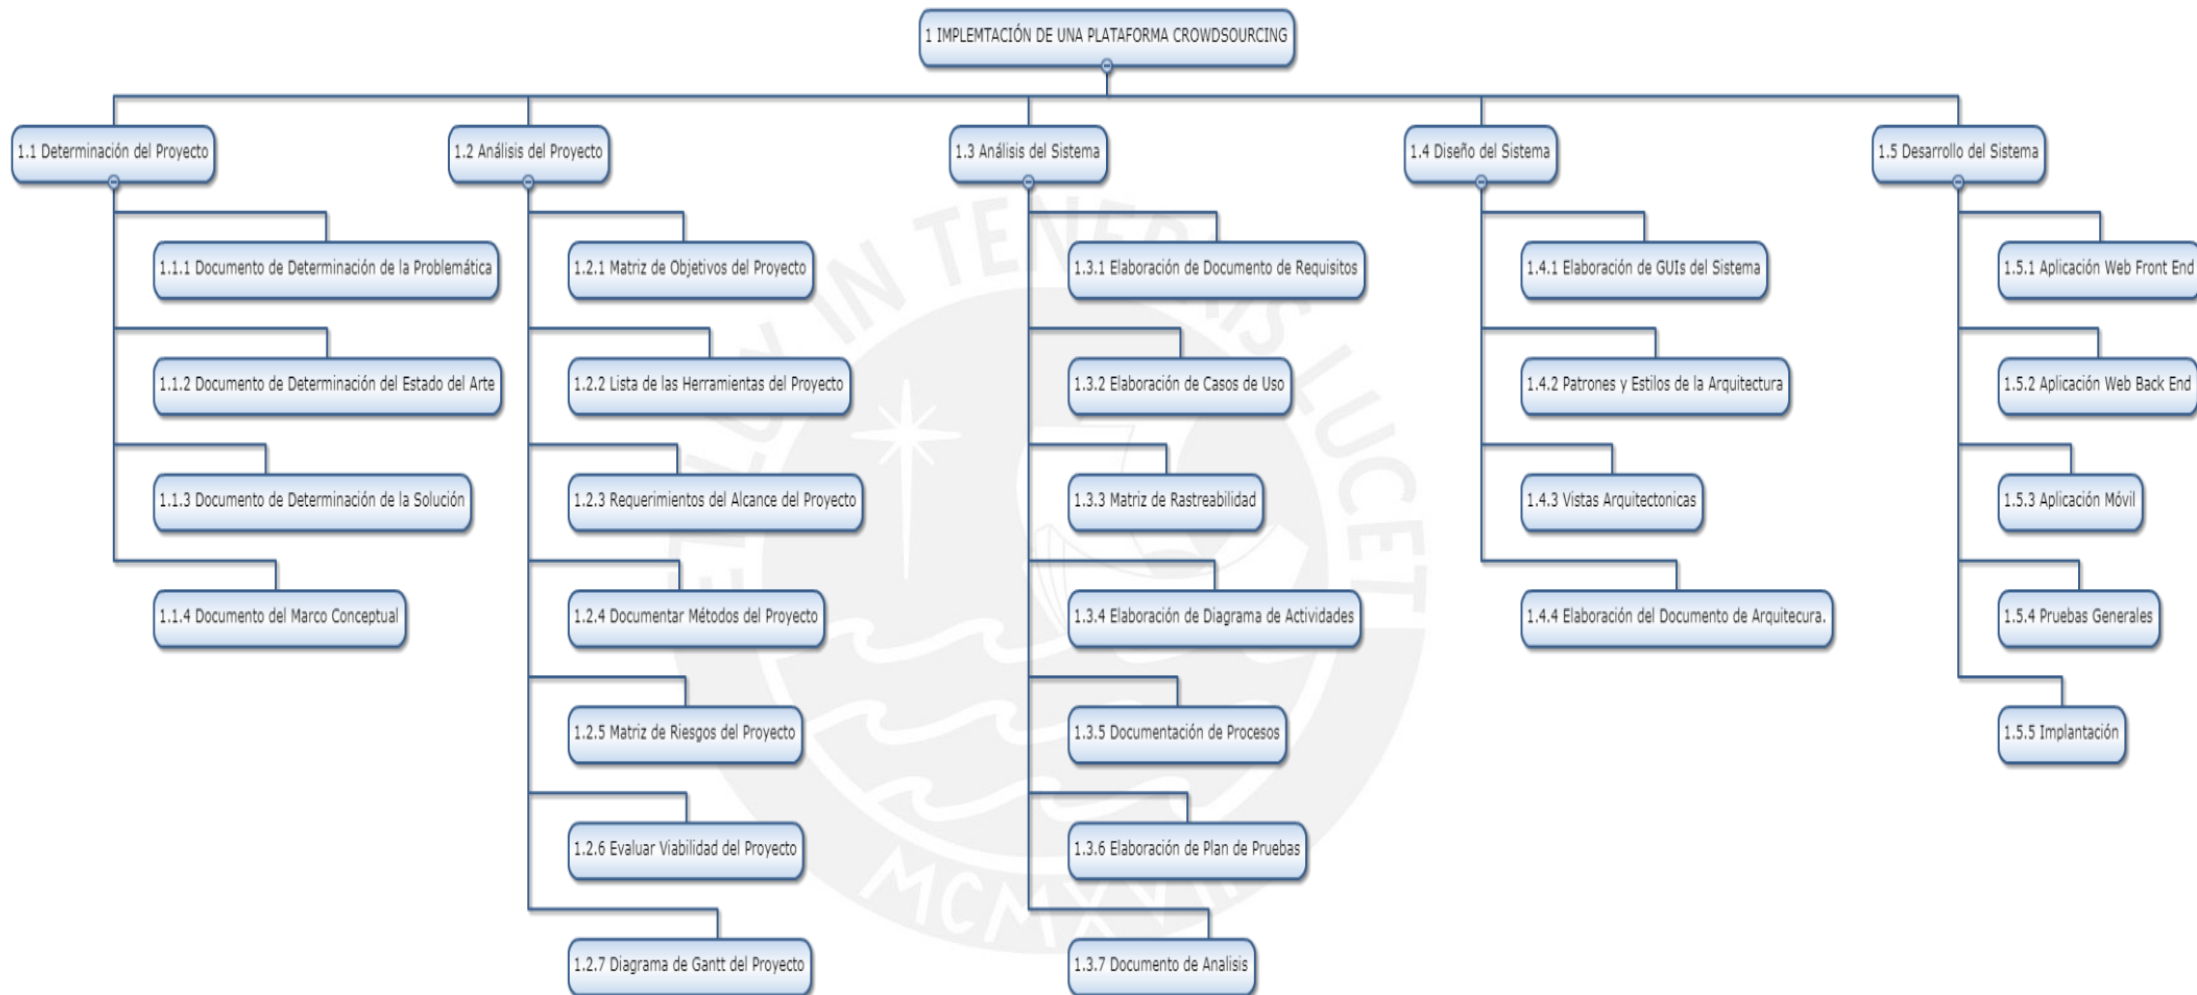 1 IMPLEMTACIÓN DE UNA PLATAFORMA CROWDSOURCING
1.1 Determinación del Proyecto
1.1.1 Documento de Determinación de la Problemática
1.1.2 Documento de Determinación del Estado del Arte
1.1.3 Documento de Determinación de la Solución
1.1.4 Documento del Marco Conceptual
1.2 Análisis del Proyecto
1.2.1 Matriz de Objetivos del Proyecto
1.2.2 Lista de las Herramientas del Proyecto
1.2.3 Requerimientos del Alcance del Proyecto
1.2.4 Documentar Métodos del Proyecto
1.2.5 Matriz de Riesgos del Proyecto
1.2.6 Evaluar Viabilidad del Proyecto
1.2.7 Diagrama de Gantt del Proyecto
1.3 Análisis del Sistema
1.3.1 Elaboración de Documento de Requisitos
1.3.2 Elaboración de Casos de Uso
1.3.3 Matriz de Rastreabilidad
1.3.4 Elaboración de Diagrama de Actividades
1.3.5 Documentación de Procesos
1.3.6 Elaboración de Plan de Pruebas
1.3.7 Documento de Analisis
1.4 Diseño del Sistema
1.4.1 Elaboración de GUIs del Sistema
1.4.2 Patrones y Estilos de la Arquitectura
1.4.3 Vistas Arquitectonicas
1.4.4 Elaboración del Documento de Arquitecura.
1.5 Desarrollo del Sistema
1.5.1 Aplicación Web Front End
1.5.2 Aplicación Web Back End
1.5.3 Aplicación Móvil
1.5.4 Pruebas Generales
1.5.5 Implantación
IN LUCET